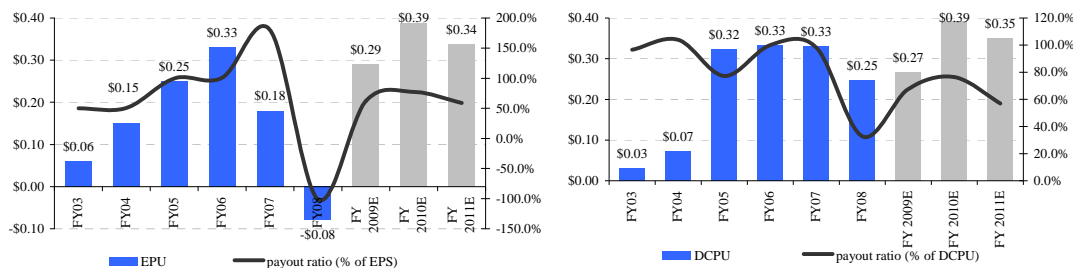 $0.40
$0.30
$0.20
$0.10
$0.00
-$0.10
$0.06
$0.15
$0.25
$0.33
$0.18
-$0.08
$0.29
$0.39
$0.34
200.0%
150.0%
100.0%
50.0%
0.0%
-50.0%
-100.0%
-150.0%
FY03
FY04
FY05
FY06
FY07
FY08
FY 2009E
FY 2010E
FY 2011E
EPU
payout ratio (% of EPS)
$0.40
$0.30
$0.20
$0.10
$0.00
$0.03
$0.07
$0.32
$0.33
$0.33
$0.25
$0.27
$0.39
$0.35
120.0%
100.0%
80.0%
60.0%
40.0%
20.0%
0.0%
FY03
FY04
FY05
FY06
FY07
FY08
FY 2009E
FY 2010E
FY 2011E
DCPU
payout ratio (% of DCPU)